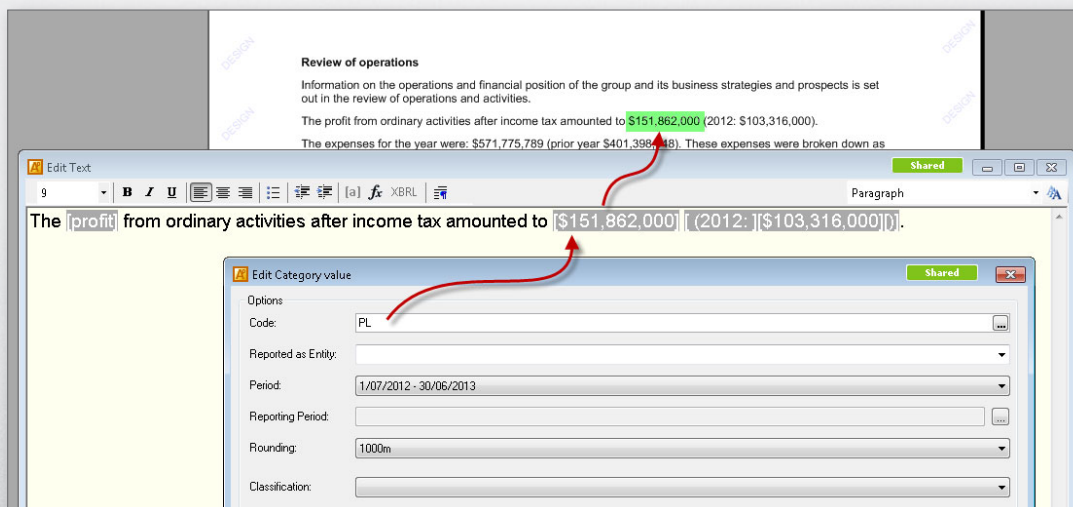 DESIGN
DESIGN
Review of operations
Information on the operations and financial position of the group and its business strategies and prospects is set
out in the review of operations and activities.
DESIGN
DESIGN
The profit from ordinary activities after income tax amounted to $151,862,000 (2012: $103,316,000).
The expenses for the year were: $571,775,789 (prior year $401,398, 48). These expenses were broken down as
Edit Text
Shared
9
B I U [a] fx XBRL
Paragraph
The [profit] from ordinary activities after income tax amounted to [$151,862,000] [ (2012: ][$103,316,000][)].
Edit Category value
Shared
Options
Code:
PL
...
Reported as Entity:
Period:
1/07/2012 - 30/06/2013
Reporting Period:
...
Rounding:
1000m
Classification: